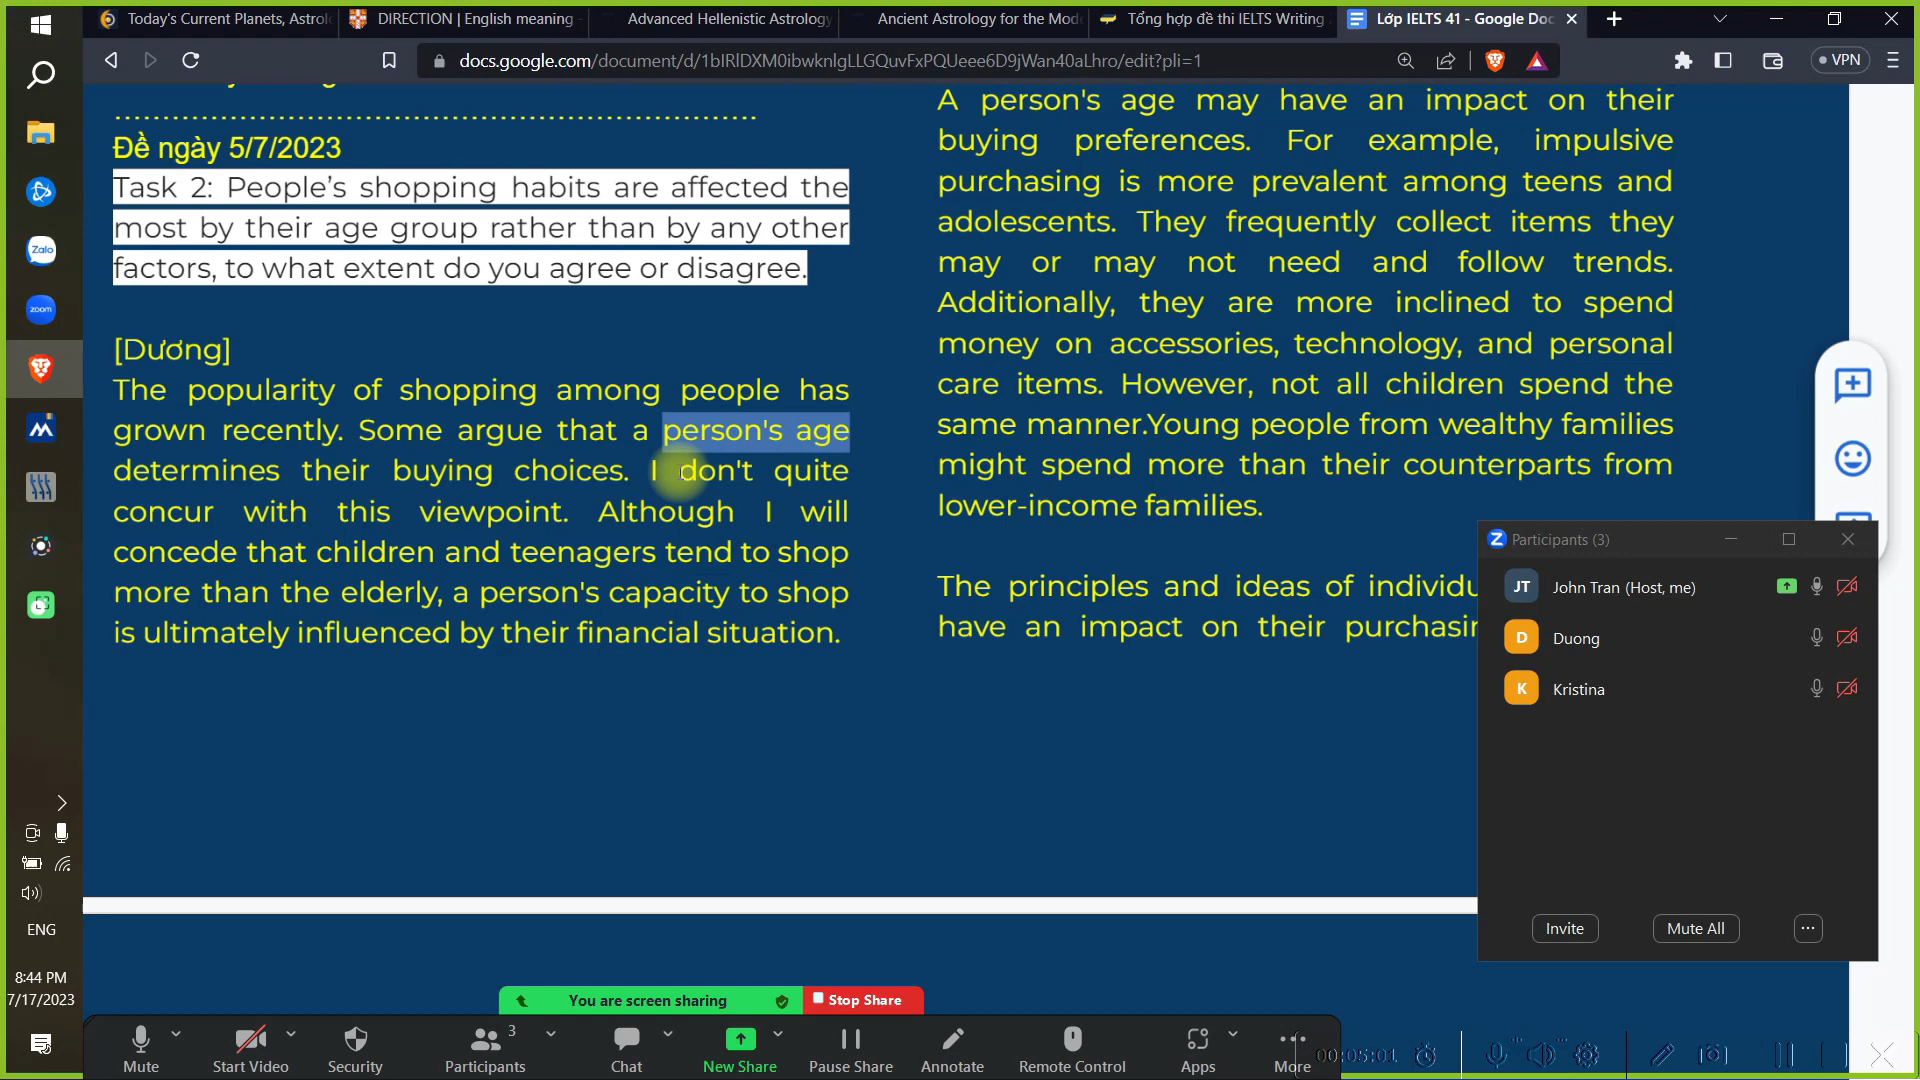 Today's Current Planets, Astrol
DIRECTION | English meaning
Advanced Hellenistic Astrology
Ancient Astrology for the Mod
Tổng hợp đề thi IELTS Writing
Lớp IELTS 41 - Google Doc
docs.google.com/document/d/1bIRlDXM0ibwknlgLLGQuvFxPQUeee6D9jWan40aLhro/edit?pli=1
VPN
Đề ngày 5/7/2023
Task 2: People’s shopping habits are affected the
most by their age group rather than by any other
factors, to what extent do you agree or disagree.
[Dương]
The popularity of shopping among people has
grown recently. Some argue that a person's age
determines their buying choices. I don't quite
concur with this viewpoint. Although I will
concede that children and teenagers tend to shop
more than the elderly, a person's capacity to shop
is ultimately influenced by their financial situation.
A person's age may have an impact on their
buying preferences. For example, impulsive
purchasing is more prevalent among teens and
adolescents. They frequently collect items they
may or may not need and follow trends.
Additionally, they are more inclined to spend
money on accessories, technology, and personal
care items. However, not all children spend the
same manner.Young people from wealthy families
might spend more than their counterparts from
lower-income families.
The principles and ideas of individu
have an impact on their purchasin
Participants (3)
JT John Tran (Host, me)
D Duong
K Kristina
Invite
Mute All
...
Zalo
zoom
ENG
8:44 PM
7/17/2023
You are screen sharing
Stop Share
Mute
Start Video
Security
3
Participants
Chat
New Share
Pause Share
Annotate
Remote Control
Apps
More
00:05:01